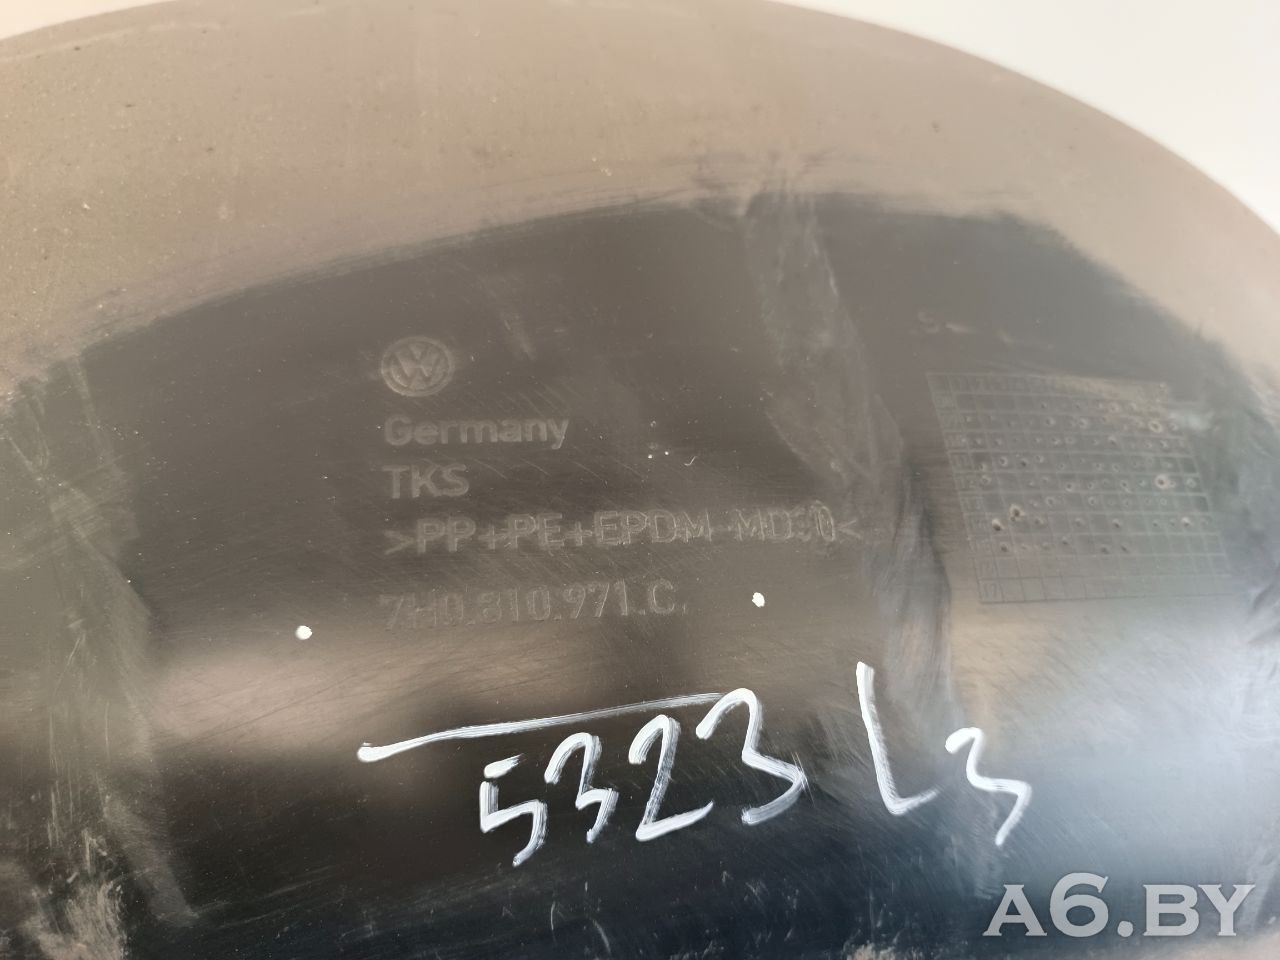 Germany
TKS
>PP+PE+EPDM-MD30<
7H0.810.971.C
5323 L3
A6.BY